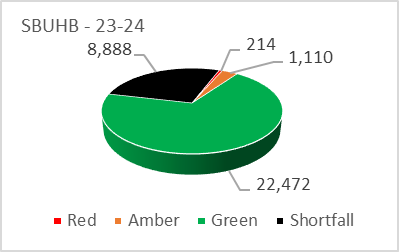 SBUHB - 23-24
8,888
214
1,110
22,472
Red Amber Green Shortfall